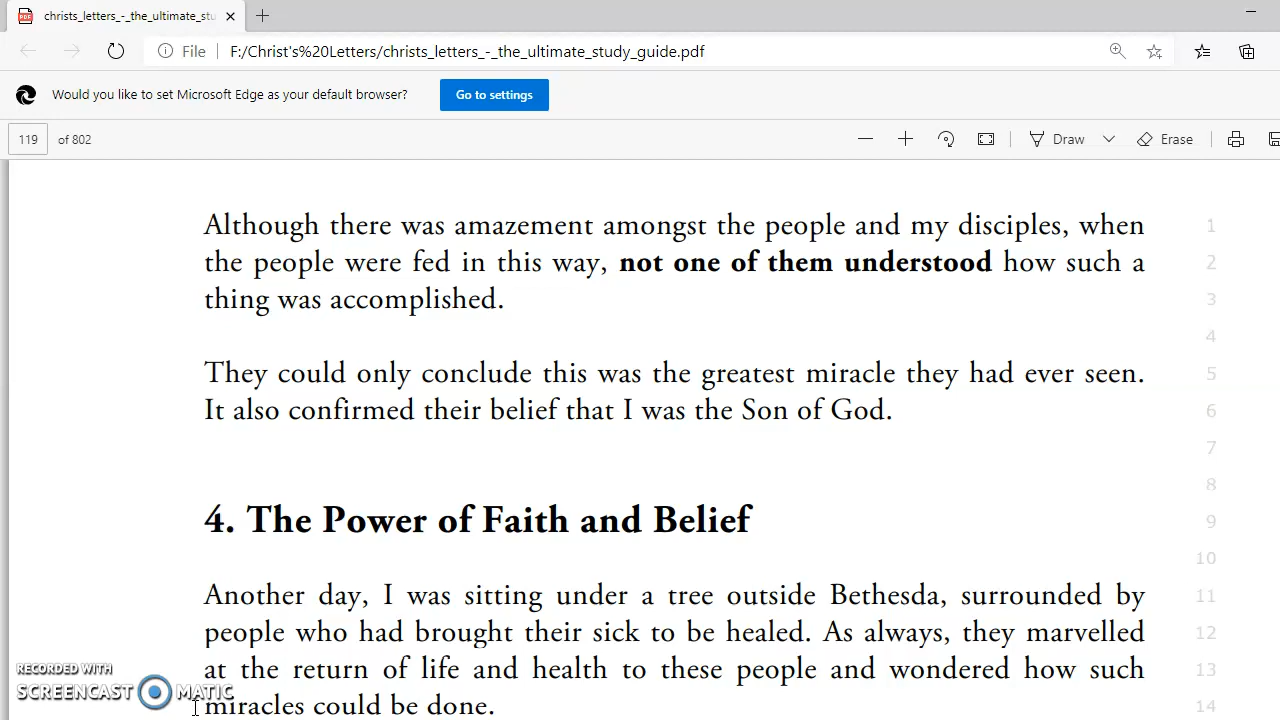 christs_letters_-_the_ultimate_stu
File F:/Christ's%20Letters/christs_letters_-_the_ultimate_study_guide.pdf
Would you like to set Microsoft Edge as your default browser? Go to settings
119 of 802 Draw Erase
Although there was amazement amongst the people and my disciples, when 1
the people were fed in this way, not one of them understood how such a 2
thing was accomplished. 3
4
They could only conclude this was the greatest miracle they had ever seen. 5
It also confirmed their belief that I was the Son of God. 6
7
8
4. The Power of Faith and Belief 9
10
Another day, I was sitting under a tree outside Bethesda, surrounded by 11
people who had brought their sick to be healed. As always, they marvelled 12
at the return of life and health to these people and wondered how such 13
miracles could be done. 14
RECORDED WITH
SCREENCAST MATIC